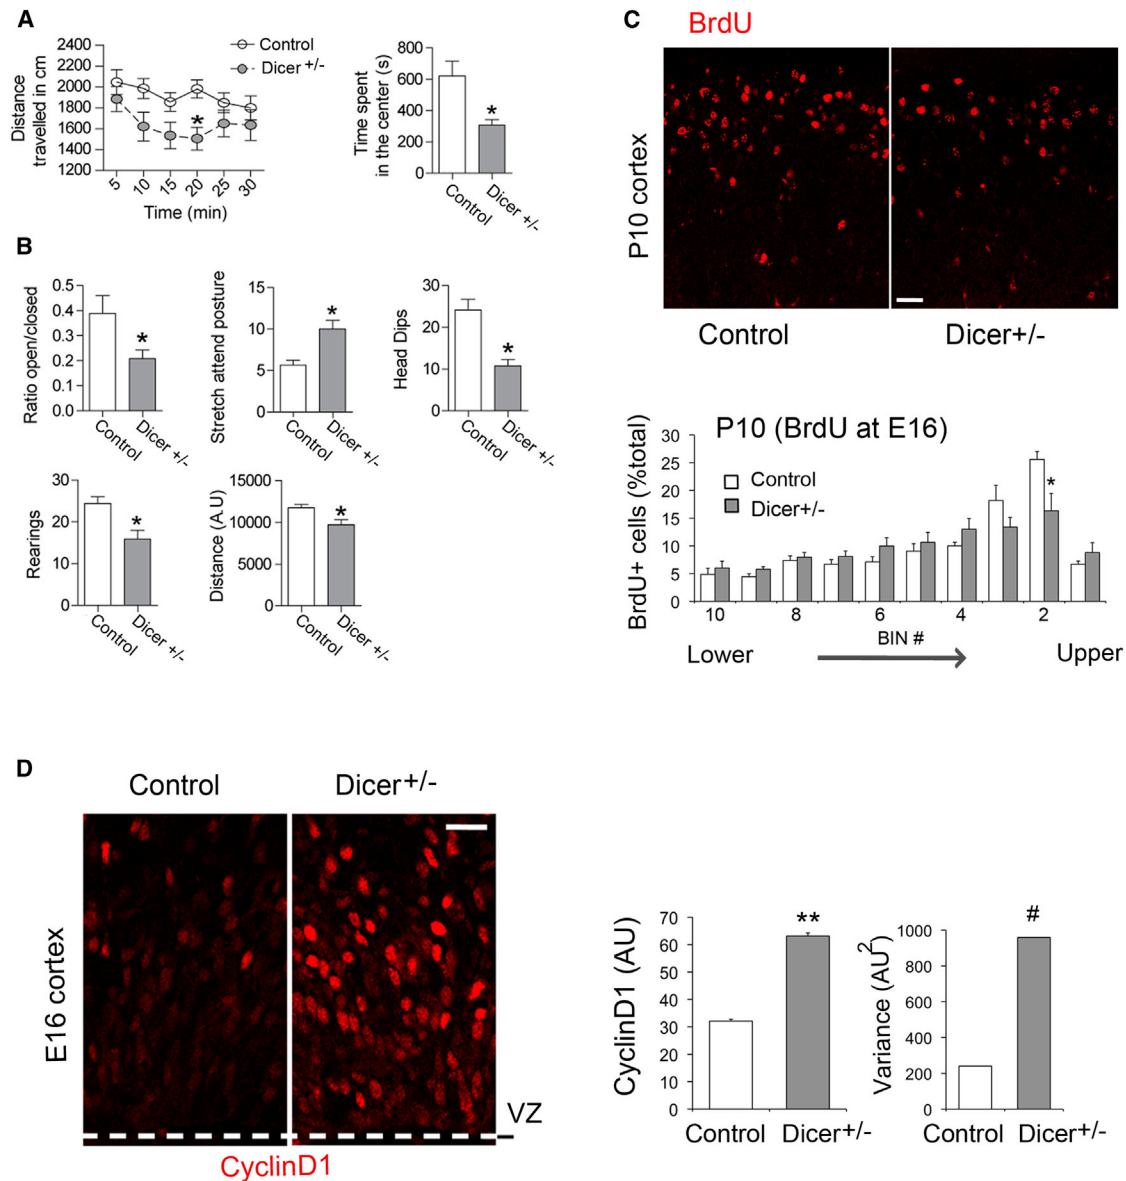 A
2400
2200
2000
1800
1600
1400
1200
Distance
travelled in cm
Control
Dicer +/-
*
5
10
15
20
25
30
Time (min)
800
600
400
200
0
Time spent
in the center (s)
*
Control
Dicer +/-
B
0.5
0.4
0.3
0.2
0.1
0.0
Ratio open/closed
*
Control
Dicer +/-
15
10
5
0
Stretch attend posture
*
Control
Dicer +/-
30
20
10
0
Head Dips
*
Control
Dicer +/-
30
20
10
0
Rearings
*
Control
Dicer +/-
15000
10000
5000
0
Distance (A.U)
*
Control
Dicer +/-
C
BrdU
P10 cortex
Control
Dicer+/-
P10 (BrdU at E16)
30
25
20
15
10
5
0
BrdU+ cells (%total)
Control
Dicer+/-
*
10
8
6
4
2
BIN #
Lower
Upper
D
Control
Dicer+/-
E16 cortex
VZ
CyclinD1
70
60
50
40
30
20
10
0
CyclinD1 (AU)
**
Control
Dicer+/-
1000
800
600
400
200
0
Variance (AU2)
#
Control
Dicer+/-